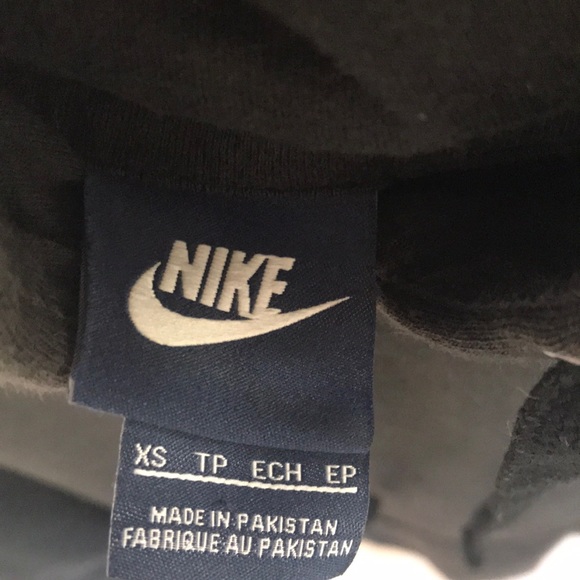 NIKE
XS TP ECH EP
MADE IN PAKISTAN
FABRIQUE AU PAKISTAN